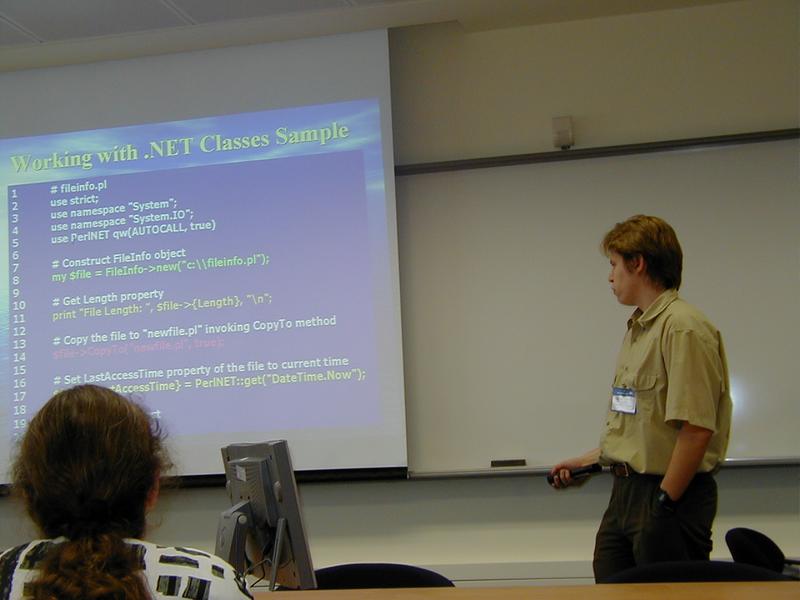 Working with .NET Classes Sample
1 # fileinfo.pl
2 use strict;
3 use namespace "System";
4 use namespace "System.IO";
5 use PerlNET qw(AUTOCALL, true)
6
7 # Construct FileInfo object
8 my $file = FileInfo->new("c:\\fileinfo.pl");
9
10 # Get Length property
11 print "File Length: ", $file->{Length}, "\n";
12
13 # Copy the file to "newfile.pl" invoking CopyTo method
14 $file->CopyTo("newfile.pl", true);
15
16 # Set LastAccessTime property of the file to current time
17 tAccessTime} = PerlNET::get("DateTime.Now");
18